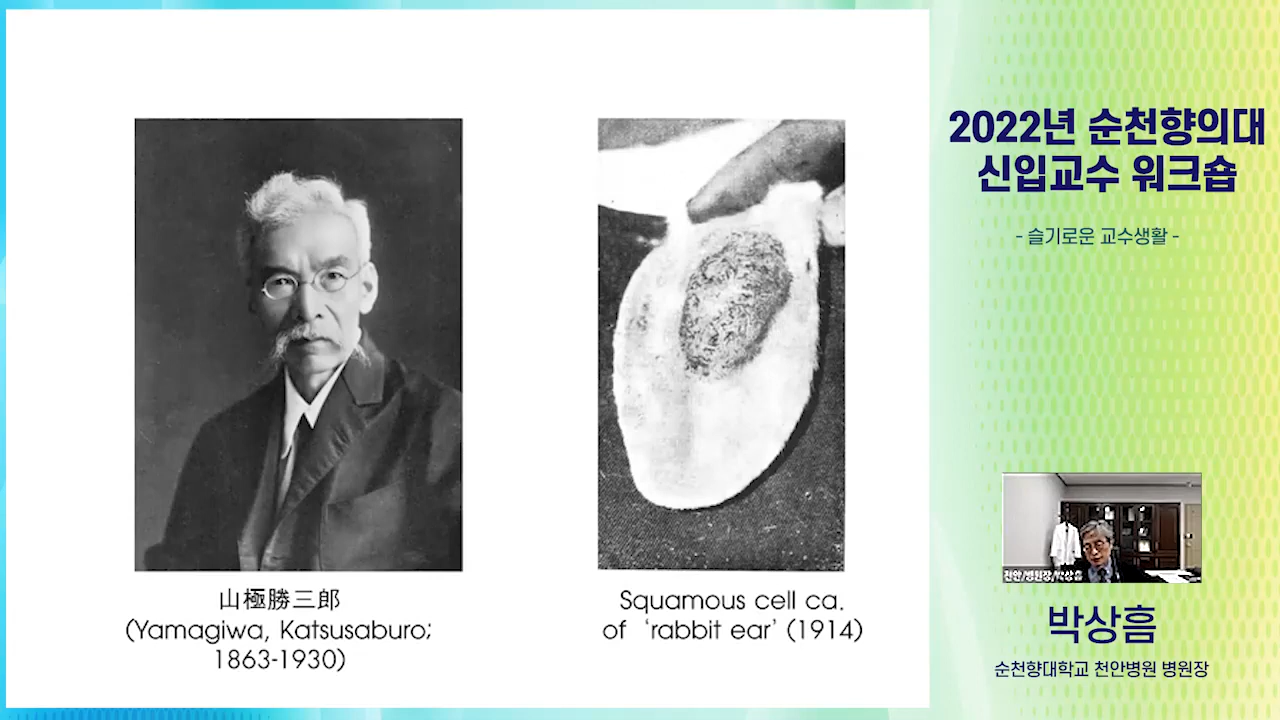 山極勝三郎
(Yamagiwa, Katsusaburo;
1863-1930)
Squamous cell ca.
of 'rabbit ear' (1914)
2022년 순천향의대
신입교수 워크숍
- 슬기로운 교수생활 -
천안/병원장/박상흠
박상흠
순천향대학교 천안병원 병원장